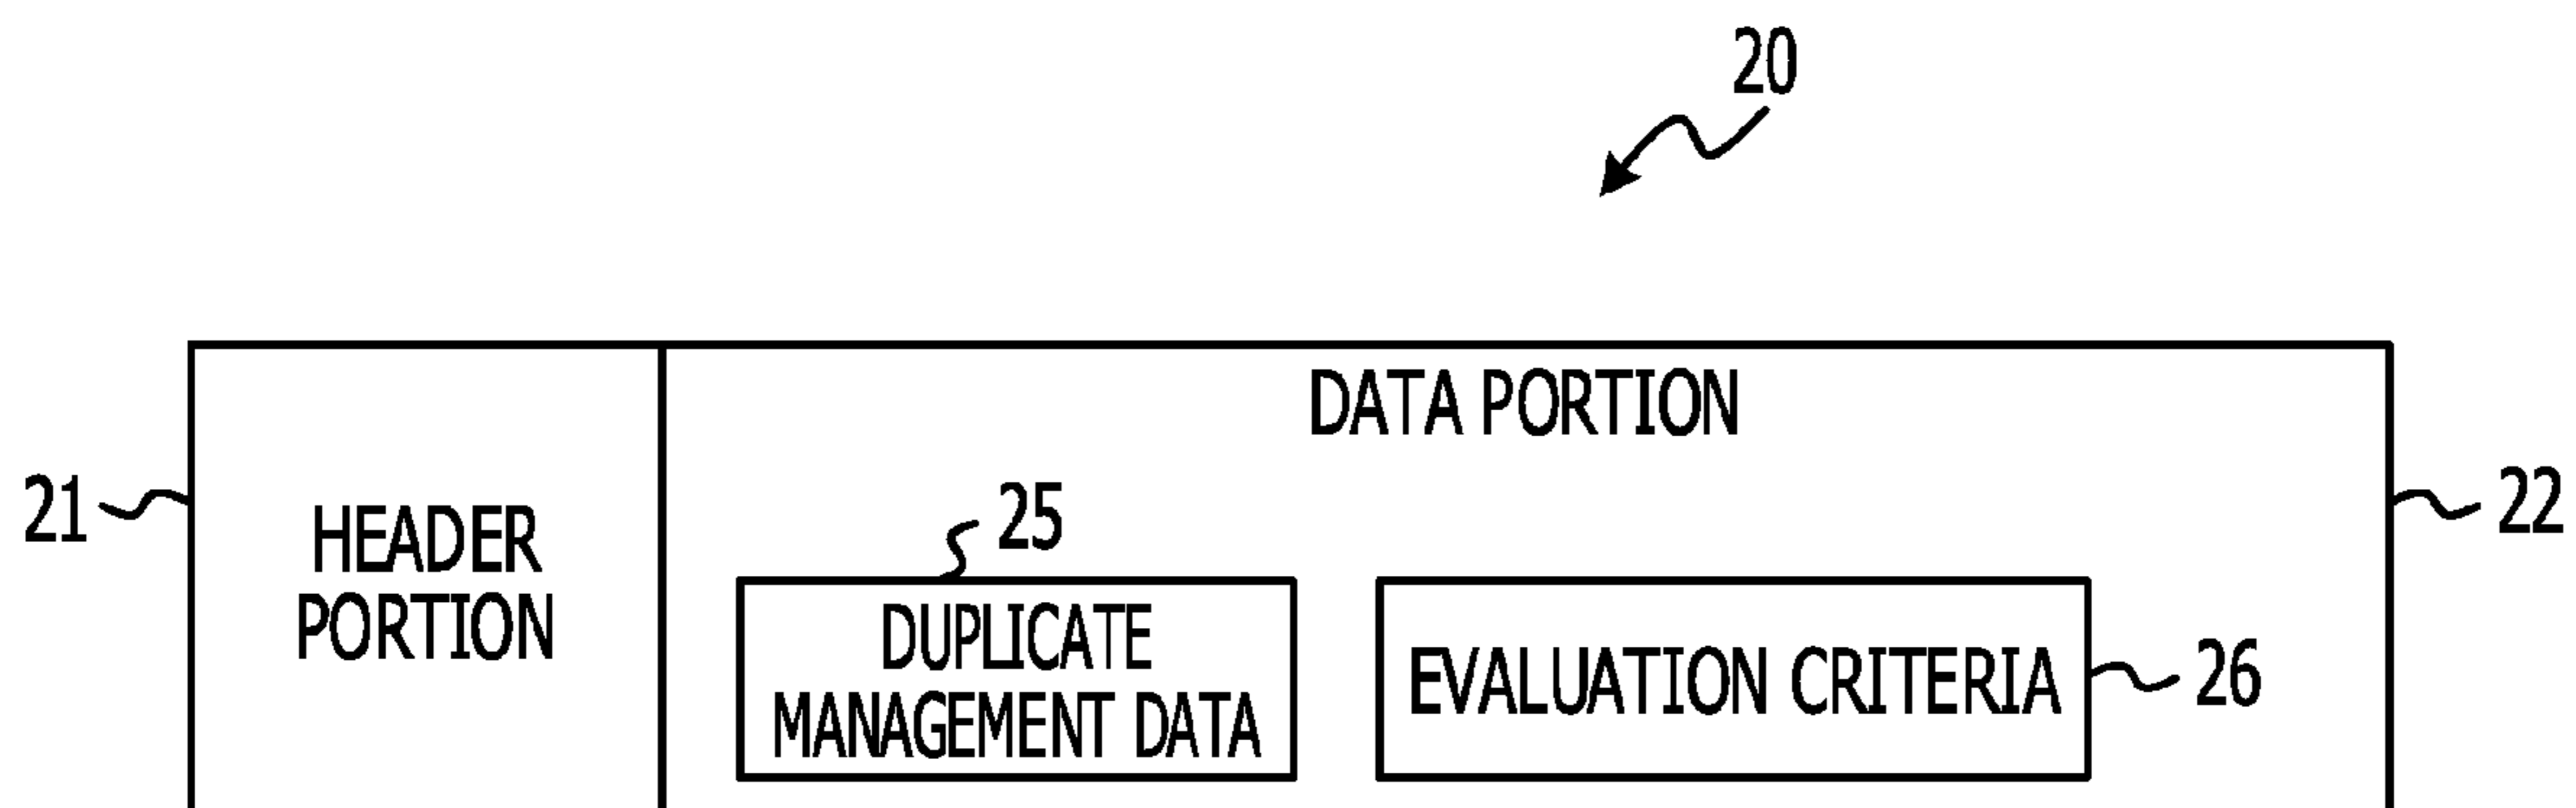 20
DATA PORTION
21
HEADER
PORTION
22
25
DUPLICATE
MANAGEMENT DATA
EVALUATION CRITERIA
26